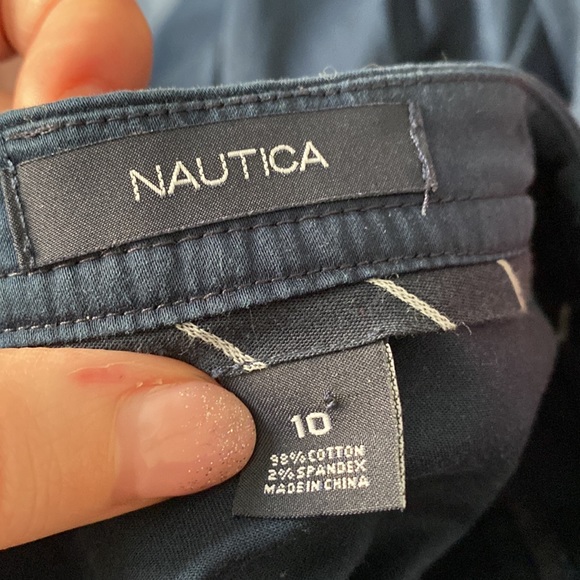 NAUTICA
10
98% COTTON
2% SPANDEX
MADE IN CHINA